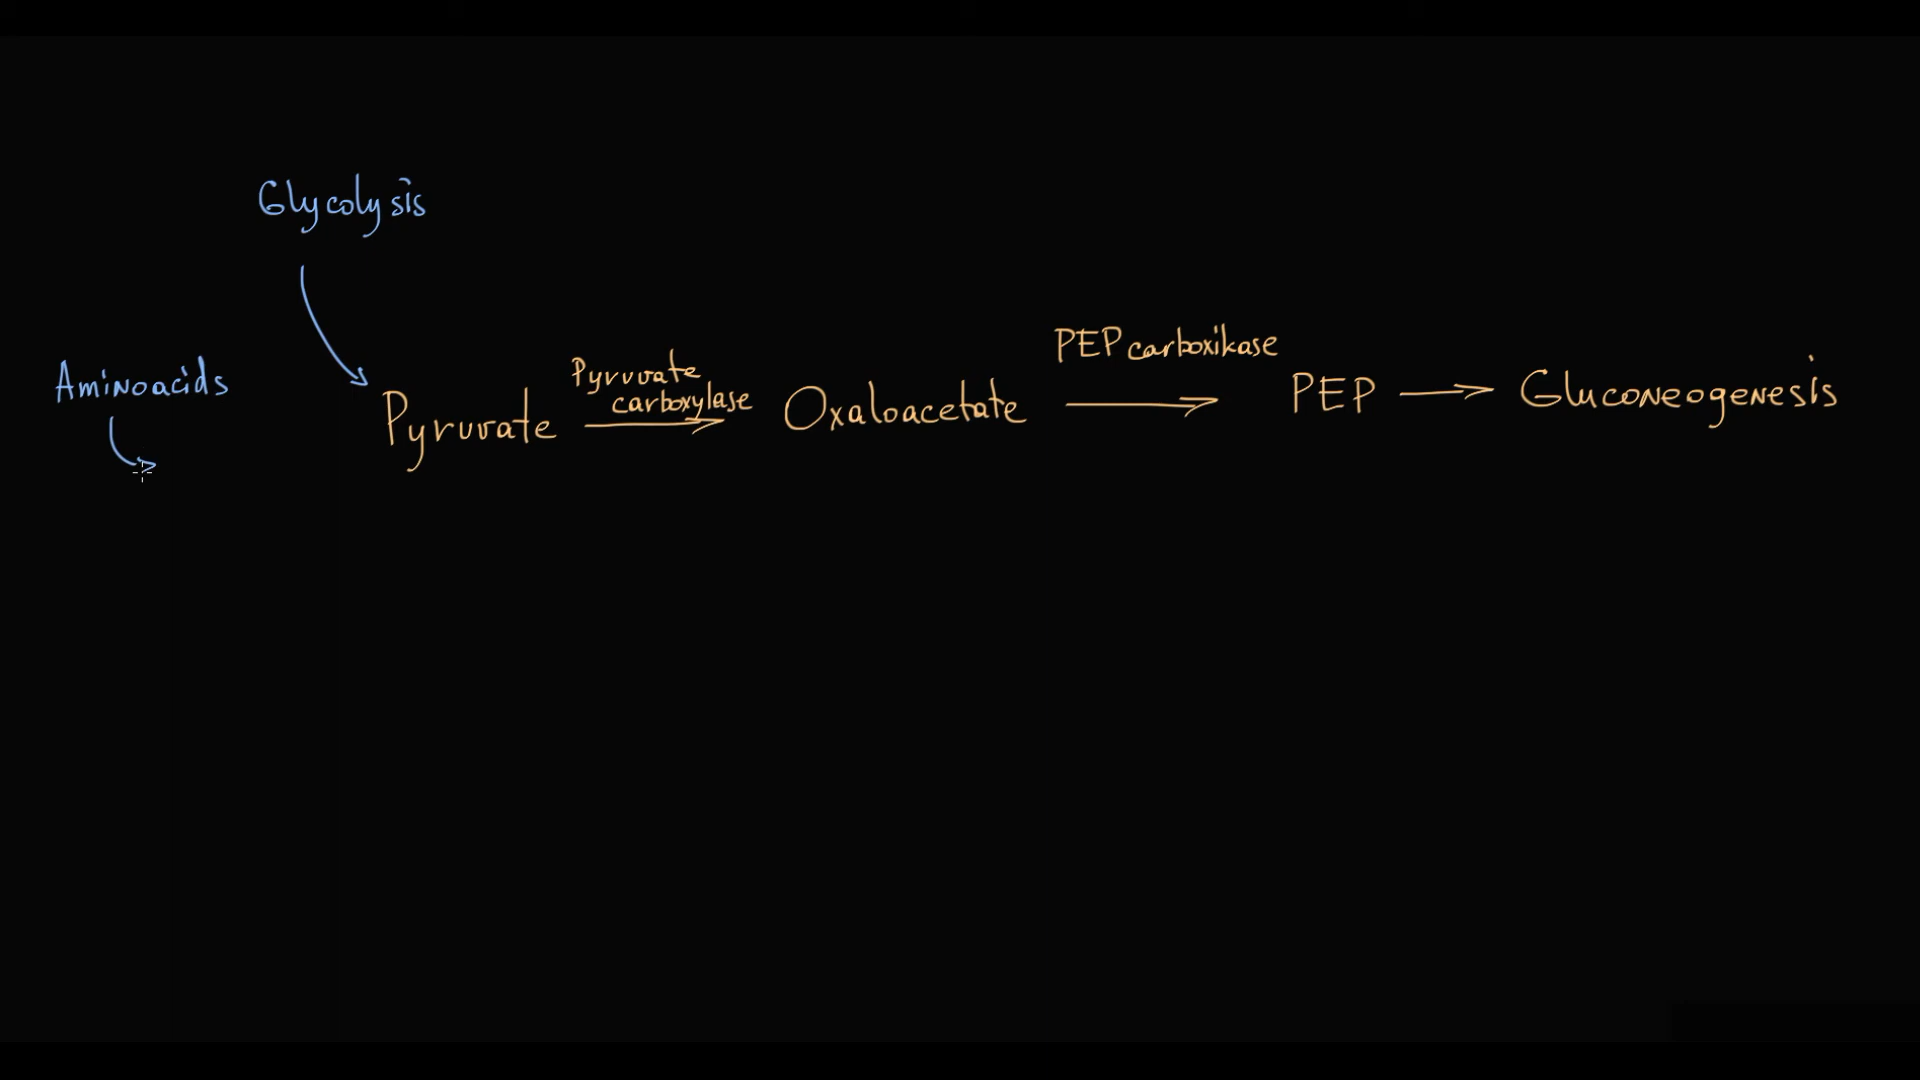 Glycolysis
Aminoacids
Pyruvate
Pyruvate
carboxylase
Oxaloacetate
PEP carboxikase
PEP
Gluconeogenesis